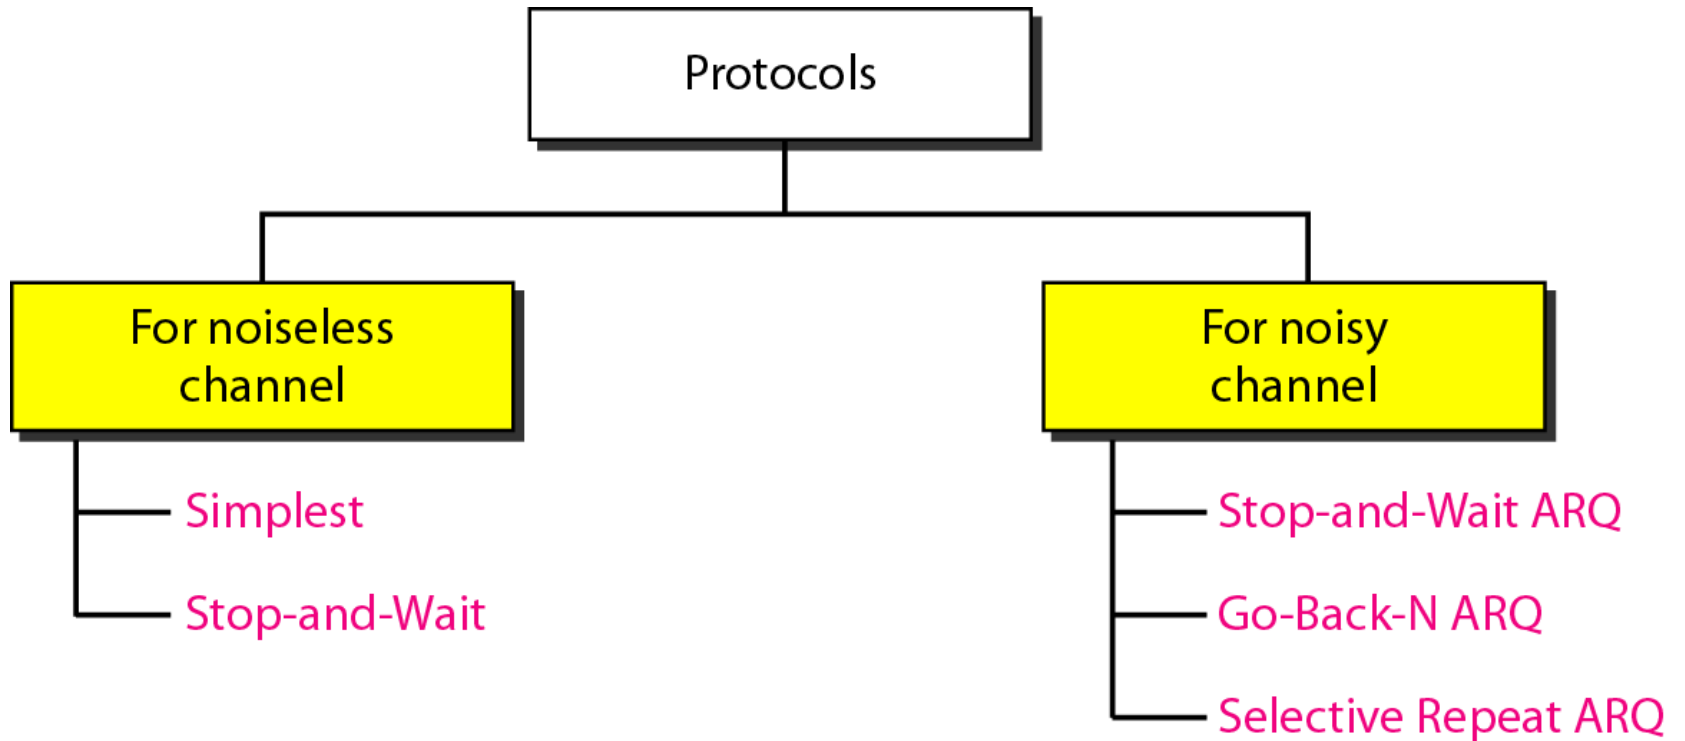 Protocols
For noiseless
channel
Simplest
Stop-and-Wait
For noisy
channel
Stop-and-Wait ARQ
Go-Back-N ARQ
Selective Repeat ARQ